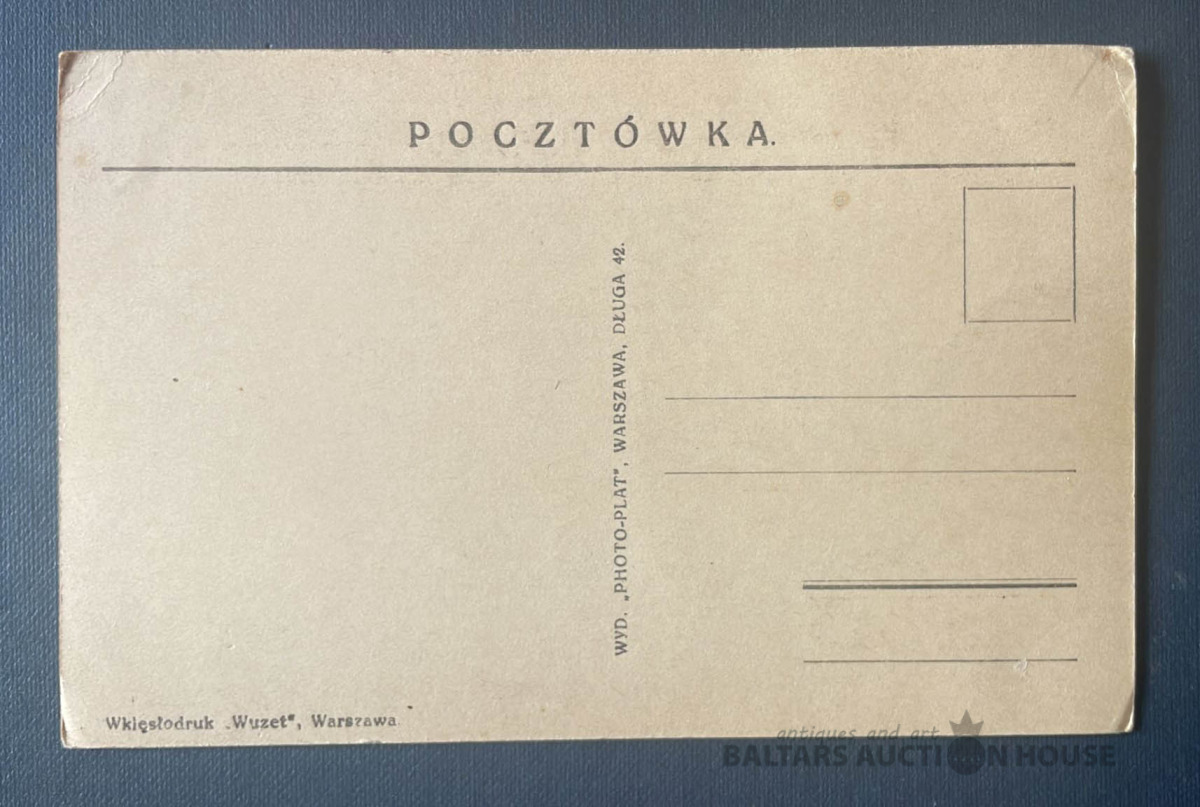 POCZTÓWKA.
WYD. „PHOTO-PLAT", WARSZAWA, DŁUGA 42.
Wklęsłodruk „Wuzet", Warszawa
antiques and art
BALTARS AUCTION HOUSE